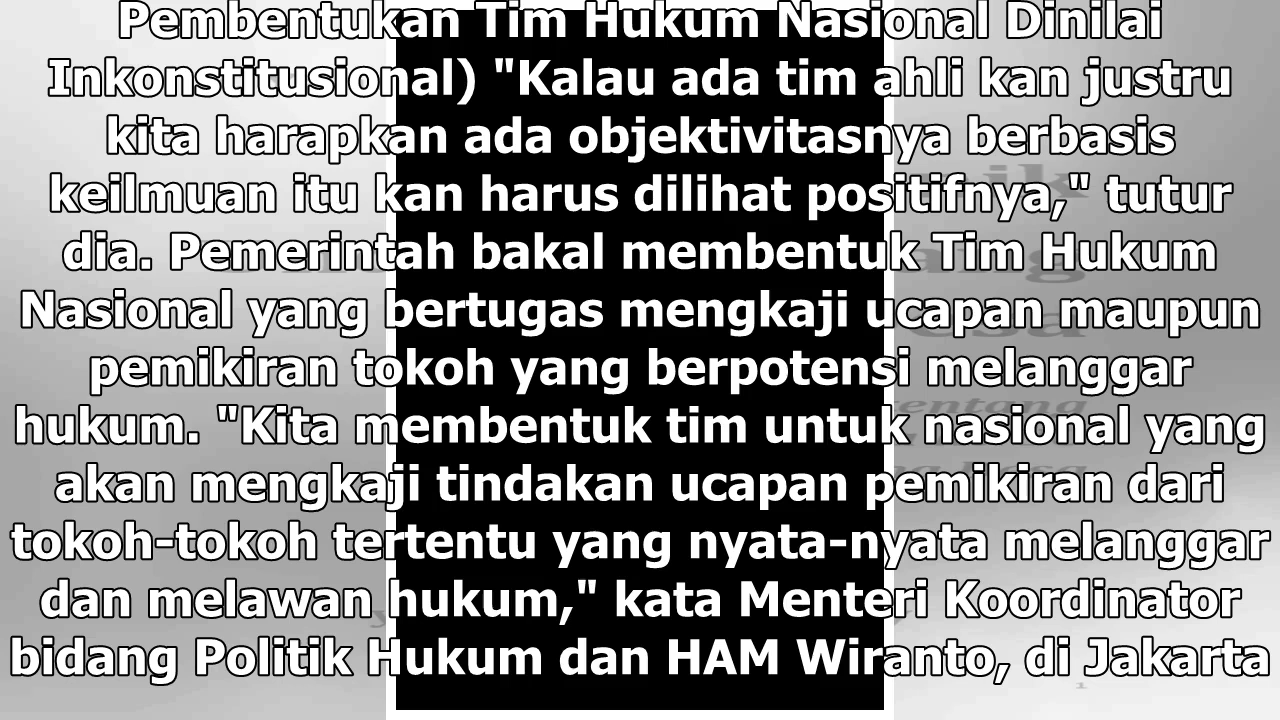 Pembentukan Tim Hukum Nasional Dinilai
Inkonstitusional) "Kalau ada tim ahli kan justru
kita harapkan ada objektivitasnya berbasis
keilmuan itu kan harus dilihat positifnya," tutur
dia. Pemerintah bakal membentuk Tim Hukum
Nasional yang bertugas mengkaji ucapan maupun
pemikiran tokoh yang berpotensi melanggar
hukum. "Kita membentuk tim untuk nasional yang
akan mengkaji tindakan ucapan pemikiran dari
tokoh-tokoh tertentu yang nyata-nyata melanggar
dan melawan hukum," kata Menteri Koordinator
bidang Politik Hukum dan HAM Wiranto, di Jakarta